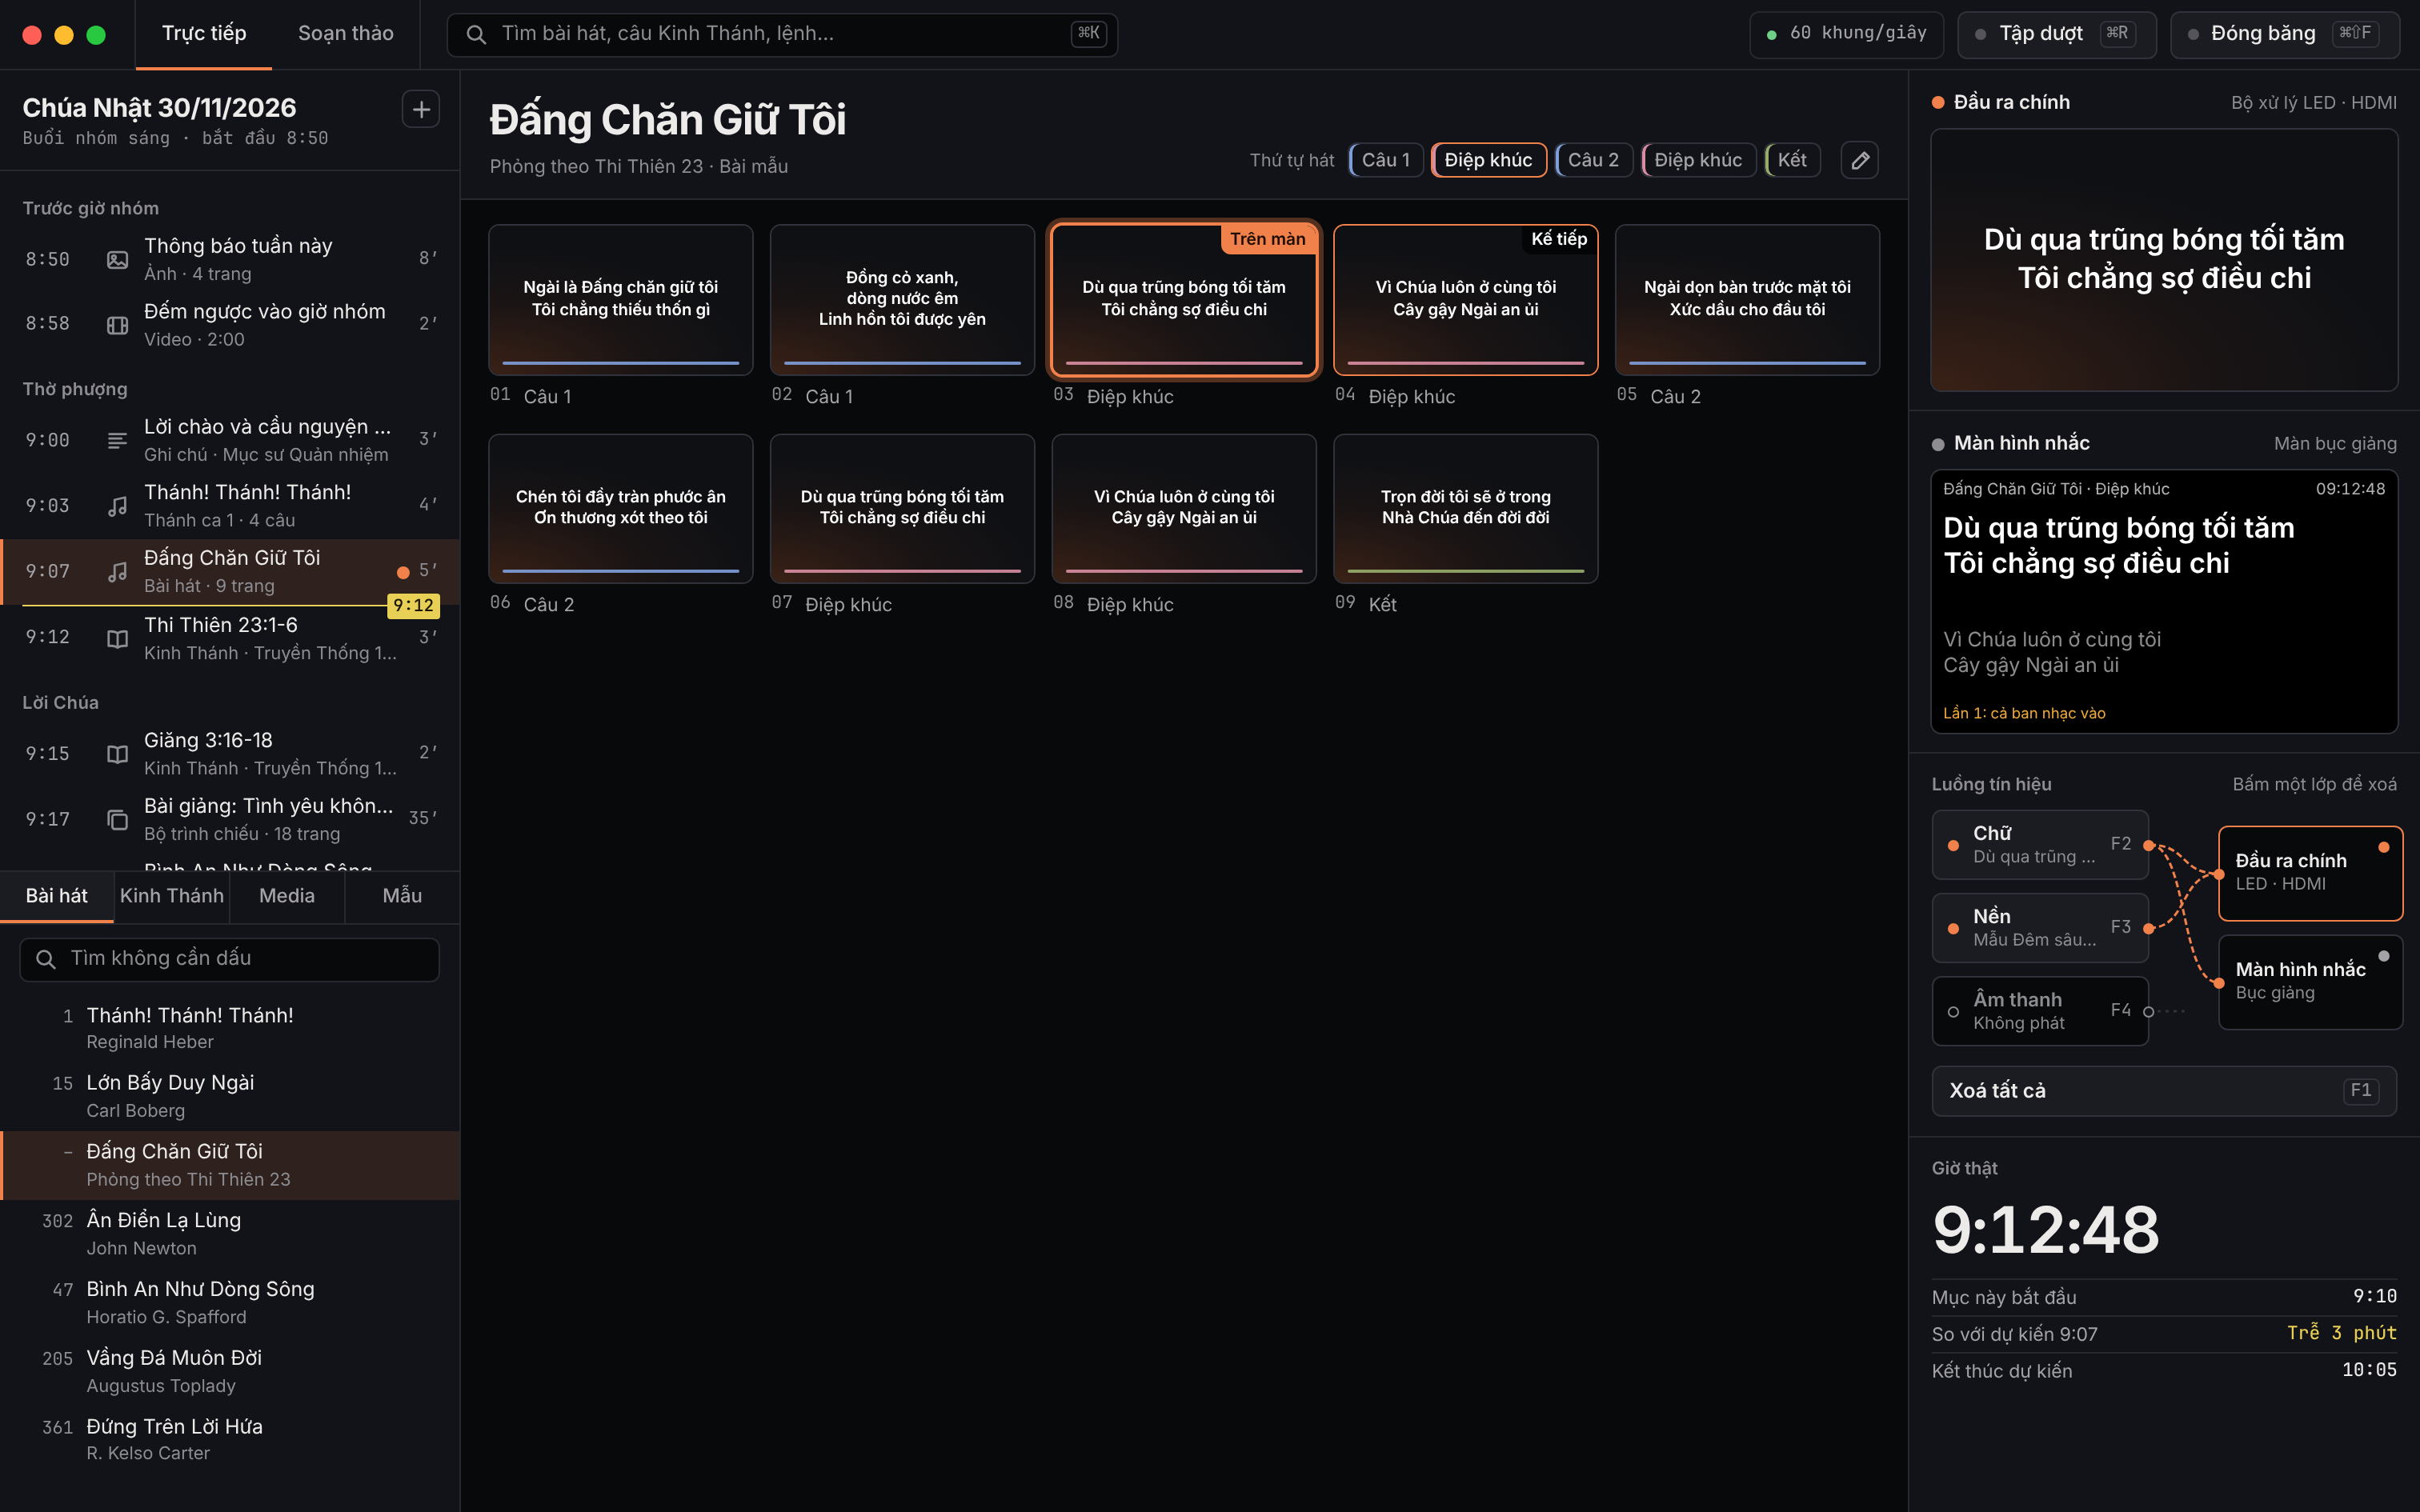 Trực tiếp
Soạn thảo
Tìm bài hát, câu Kinh Thánh, lệnh... ⌘K
60 khung/giây
Tập dượt ⌘R
Đóng băng ⌘⇧F
Chúa Nhật 30/11/2026
Buổi nhóm sáng · bắt đầu 8:50
Trước giờ nhóm
8:50 Thông báo tuần này 8′
Ảnh · 4 trang
8:58 Đếm ngược vào giờ nhóm 2′
Video · 2:00
Thờ phượng
9:00 Lời chào và cầu nguyện ... 3′
Ghi chú · Mục sư Quản nhiệm
9:03 Thánh! Thánh! Thánh! 4′
Thánh ca 1 · 4 câu
9:07 Đấng Chăn Giữ Tôi 5′
Bài hát · 9 trang
9:12
9:12 Thi Thiên 23:1-6 3′
Kinh Thánh · Truyền Thống 1...
Lời Chúa
9:15 Giăng 3:16-18 2′
Kinh Thánh · Truyền Thống 1...
9:17 Bài giảng: Tình yêu khôn... 35′
Bộ trình chiếu · 18 trang
Bình An Như Dòng Sông
Bài hát
Kinh Thánh
Media
Mẫu
Tìm không cần dấu
1 Thánh! Thánh! Thánh!
Reginald Heber
15 Lớn Bấy Duy Ngài
Carl Boberg
– Đấng Chăn Giữ Tôi
Phỏng theo Thi Thiên 23
302 Ân Điển Lạ Lùng
John Newton
47 Bình An Như Dòng Sông
Horatio G. Spafford
205 Vầng Đá Muôn Đời
Augustus Toplady
361 Đứng Trên Lời Hứa
R. Kelso Carter
Đấng Chăn Giữ Tôi
Phỏng theo Thi Thiên 23 · Bài mẫu
Thứ tự hát Câu 1 Điệp khúc Câu 2 Điệp khúc Kết
Ngài là Đấng chăn giữ tôi
Tôi chẳng thiếu thốn gì
01 Câu 1
Đồng cỏ xanh,
dòng nước êm
Linh hồn tôi được yên
02 Câu 1
Trên màn
Dù qua trũng bóng tối tăm
Tôi chẳng sợ điều chi
03 Điệp khúc
Kế tiếp
Vì Chúa luôn ở cùng tôi
Cây gậy Ngài an ủi
04 Điệp khúc
Ngài dọn bàn trước mặt tôi
Xức dầu cho đầu tôi
05 Câu 2
Chén tôi đầy tràn phước ân
Ơn thương xót theo tôi
06 Câu 2
Dù qua trũng bóng tối tăm
Tôi chẳng sợ điều chi
07 Điệp khúc
Vì Chúa luôn ở cùng tôi
Cây gậy Ngài an ủi
08 Điệp khúc
Trọn đời tôi sẽ ở trong
Nhà Chúa đến đời đời
09 Kết
Đầu ra chính Bộ xử lý LED · HDMI
Dù qua trũng bóng tối tăm
Tôi chẳng sợ điều chi
Màn hình nhắc Màn bục giảng
Đấng Chăn Giữ Tôi · Điệp khúc 09:12:48
Dù qua trũng bóng tối tăm
Tôi chẳng sợ điều chi
Vì Chúa luôn ở cùng tôi
Cây gậy Ngài an ủi
Lần 1: cả ban nhạc vào
Luồng tín hiệu Bấm một lớp để xoá
Chữ F2
Dù qua trũng ...
Nền F3
Mẫu Đêm sâu...
Âm thanh F4
Không phát
Đầu ra chính
LED · HDMI
Màn hình nhắc
Bục giảng
Xoá tất cả F1
Giờ thật
9:12:48
Mục này bắt đầu 9:10
So với dự kiến 9:07 Trễ 3 phút
Kết thúc dự kiến 10:05